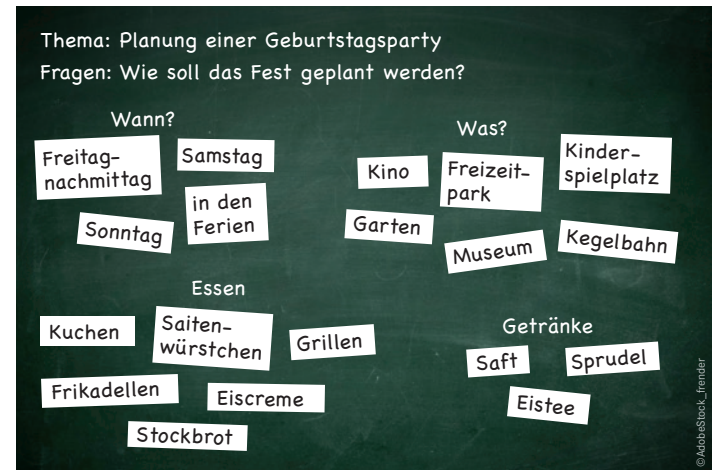 Thema: Planung einer Geburtstagsparty
Fragen: Wie soll das Fest geplant werden?
Wann?
Freitag-
nachmittag
Samstag
Sonntag
in den
Ferien
Was?
Kino
Freizeit-
park
Kinder-
spielplatz
Garten
Museum
Kegelbahn
Essen
Kuchen
Saiten-
würstchen
Grillen
Frikadellen
Eiscreme
Stockbrot
Getränke
Saft
Sprudel
Eistee
©AdobeStock_frender